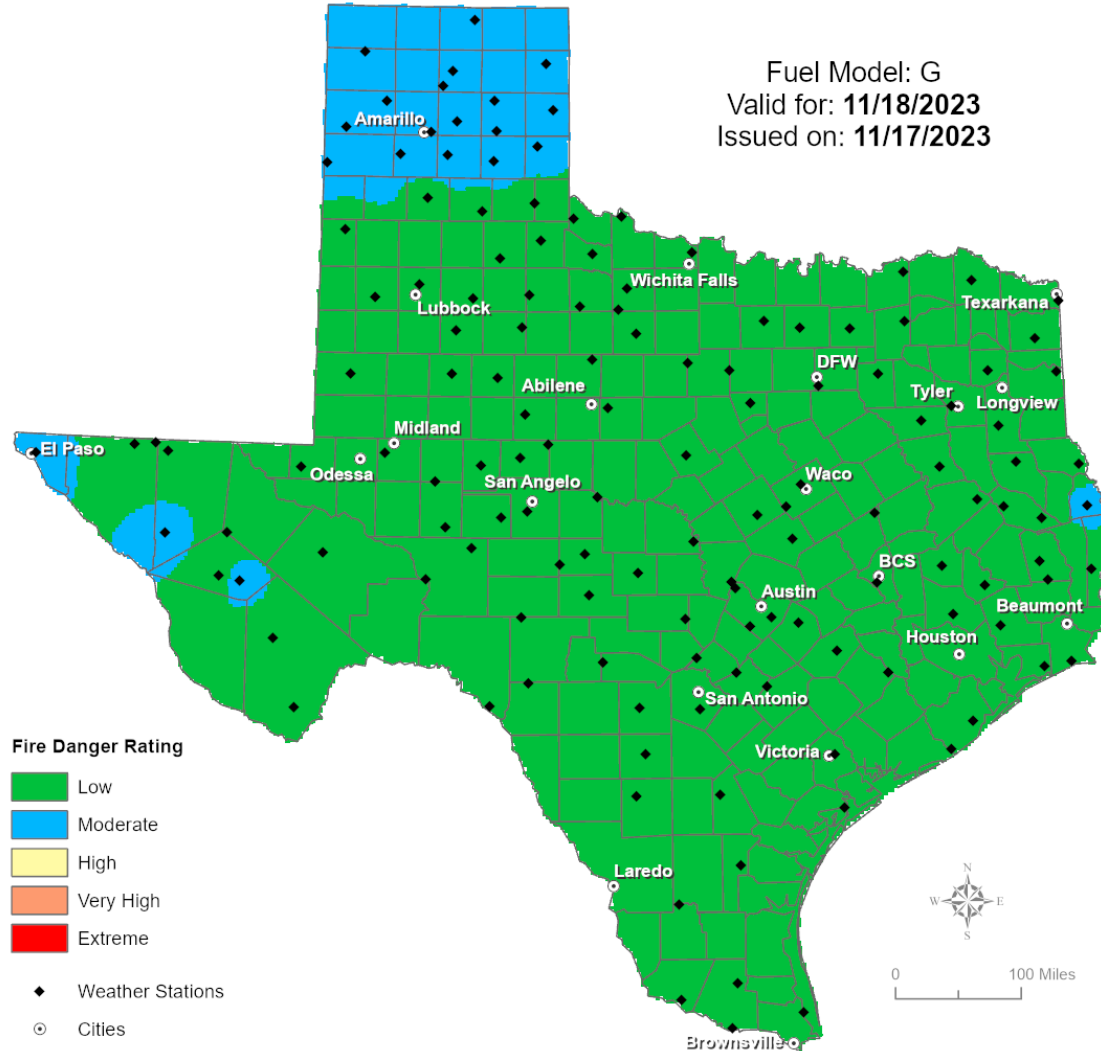 Fuel Model: G
Valid for: 11/18/2023
Issued on: 11/17/2023
Amarillo
Wichita Falls
Lubbock
Texarkana
DFW
Abilene
Tyler
Longview
Midland
El Paso
Odessa
San Angelo
Waco
BCS
Austin
Beaumont
Houston
San Antonio
Victoria
Laredo
Brownsville
Fire Danger Rating
Low
Moderate
High
Very High
Extreme
Weather Stations
Cities
N
W E
S
0 100 Miles